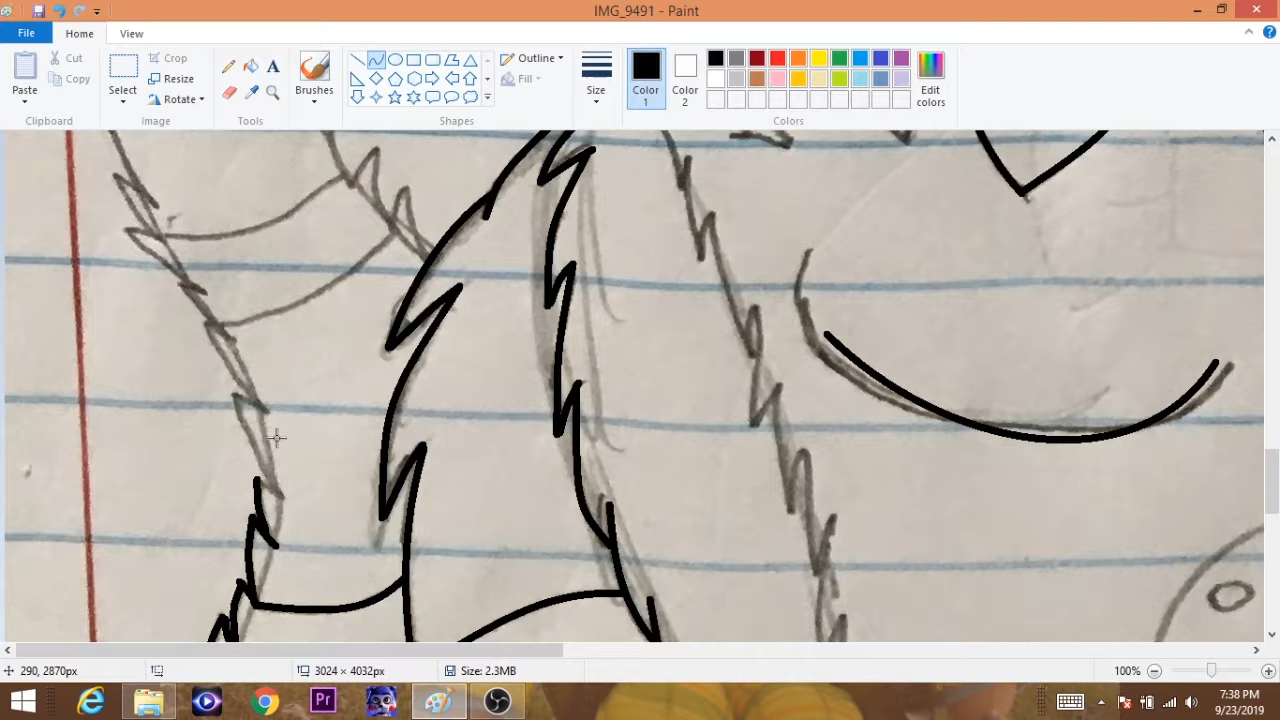 IMG_9491 - Paint
File Home View
Paste Cut Copy Clipboard
Select Crop Resize Rotate Image
Tools
Brushes
Outline Fill Shapes
Size
Color 1 Color 2 Edit colors Colors
290, 2870px 3024 × 4032px Size: 2.3MB 100%
Pr
7:38 PM
9/23/2019